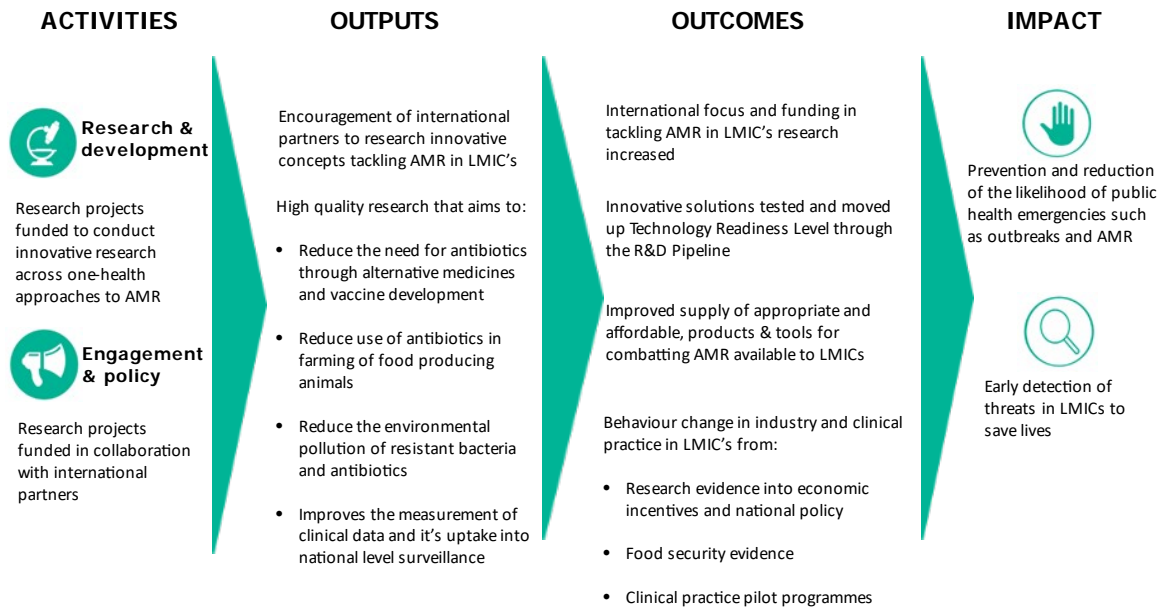 ACTIVITIES
Research &
development
Research projects
funded to conduct
innovative research
across one-health
approaches to AMR
Engagement
& policy
Research projects
funded in collaboration
with international
partners
OUTPUTS
Encouragement of international
partners to research innovative
concepts tackling AMR in LMIC's
High quality research that aims to:
• Reduce the need for antibiotics
through alternative medicines
and vaccine development
• Reduce use of antibiotics in
farming of food producing
animals
• Reduce the environmental
pollution of resistant bacteria
and antibiotics
• Improves the measurement of
clinical data and it's uptake into
national level surveillance
OUTCOMES
International focus and funding in
tackling AMR in LMIC's research
increased
Innovative solutions tested and moved
up Technology Readiness Level through
the R&D Pipeline
Improved supply of appropriate and
affordable, products & tools for
combatting AMR available to LMICs
Behaviour change in industry and clinical
practice in LMIC's from:
• Research evidence into economic
incentives and national policy
• Food security evidence
• Clinical practice pilot programmes
IMPACT
Prevention and reduction
of the likelihood of public
health emergencies such
as outbreaks and AMR
Early detection of
threats in LMICs to
save lives